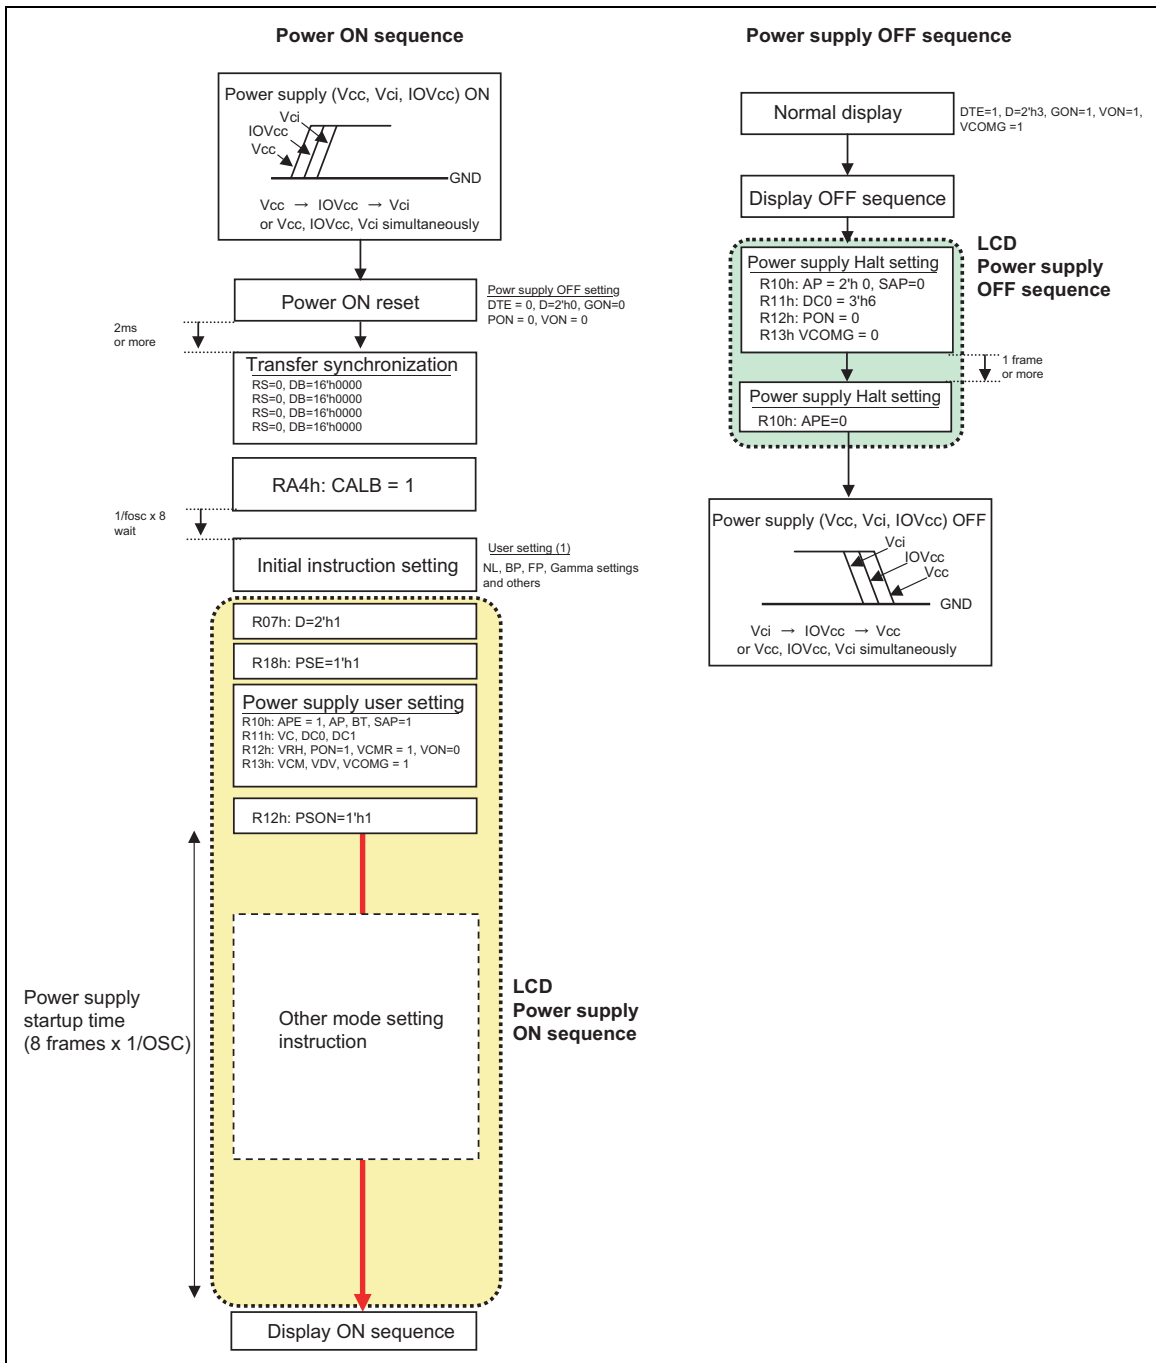 Power ON sequence
Power supply (Vcc, Vci, IOVcc) ON
Vci
IOVcc
Vcc
GND
Vcc → IOVcc → Vci
or Vcc, IOVcc, Vci simultaneously
Power ON reset
Powr supply OFF setting
DTE = 0, D=2'h0, GON=0
PON = 0, VON = 0
2ms
or more
Transfer synchronization
RS=0, DB=16'h0000
RS=0, DB=16'h0000
RS=0, DB=16'h0000
RS=0, DB=16'h0000
RA4h: CALB = 1
1/fosc x 8
wait
Initial instruction setting
User setting (1)
NL, BP, FP, Gamma settings
and others
R07h: D=2'h1
R18h: PSE=1'h1
Power supply user setting
R10h: APE = 1, AP, BT, SAP=1
R11h: VC, DC0, DC1
R12h: VRH, PON=1, VCMR = 1, VON=0
R13h: VCM, VDV, VCOMG = 1
R12h: PSON=1'h1
Other mode setting
instruction
LCD
Power supply
ON sequence
Power supply
startup time
(8 frames x 1/OSC)
Display ON sequence
Power supply OFF sequence
Normal display
DTE=1, D=2'h3, GON=1, VON=1,
VCOMG =1
Display OFF sequence
LCD
Power supply
OFF sequence
Power supply Halt setting
R10h: AP = 2'h 0, SAP=0
R11h: DC0 = 3'h6
R12h: PON = 0
R13h VCOMG = 0
1 frame
or more
Power supply Halt setting
R10h: APE=0
Power supply (Vcc, Vci, IOVcc) OFF
Vci
IOVcc
Vcc
GND
Vci → IOVcc → Vcc
or Vcc, IOVcc, Vci simultaneously